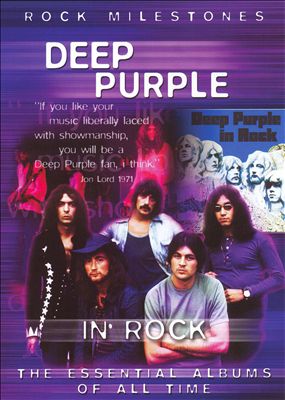 ROCK MILESTONES
DEEP
PURPLE
"If you like your
music liberally laced
with showmanship,
you will be a
Deep Purple fan, i think."
Jon Lord 1971
Deep Purple
in Rock
IN' ROCK
THE ESSENTIAL ALBUMS
OF ALL TIME